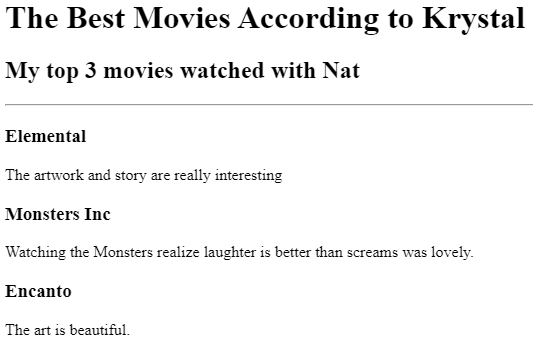 The Best Movies According to Krystal
My top 3 movies watched with Nat
Elemental
The artwork and story are really interesting
Monsters Inc
Watching the Monsters realize laughter is better than screams was lovely.
Encanto
The art is beautiful.